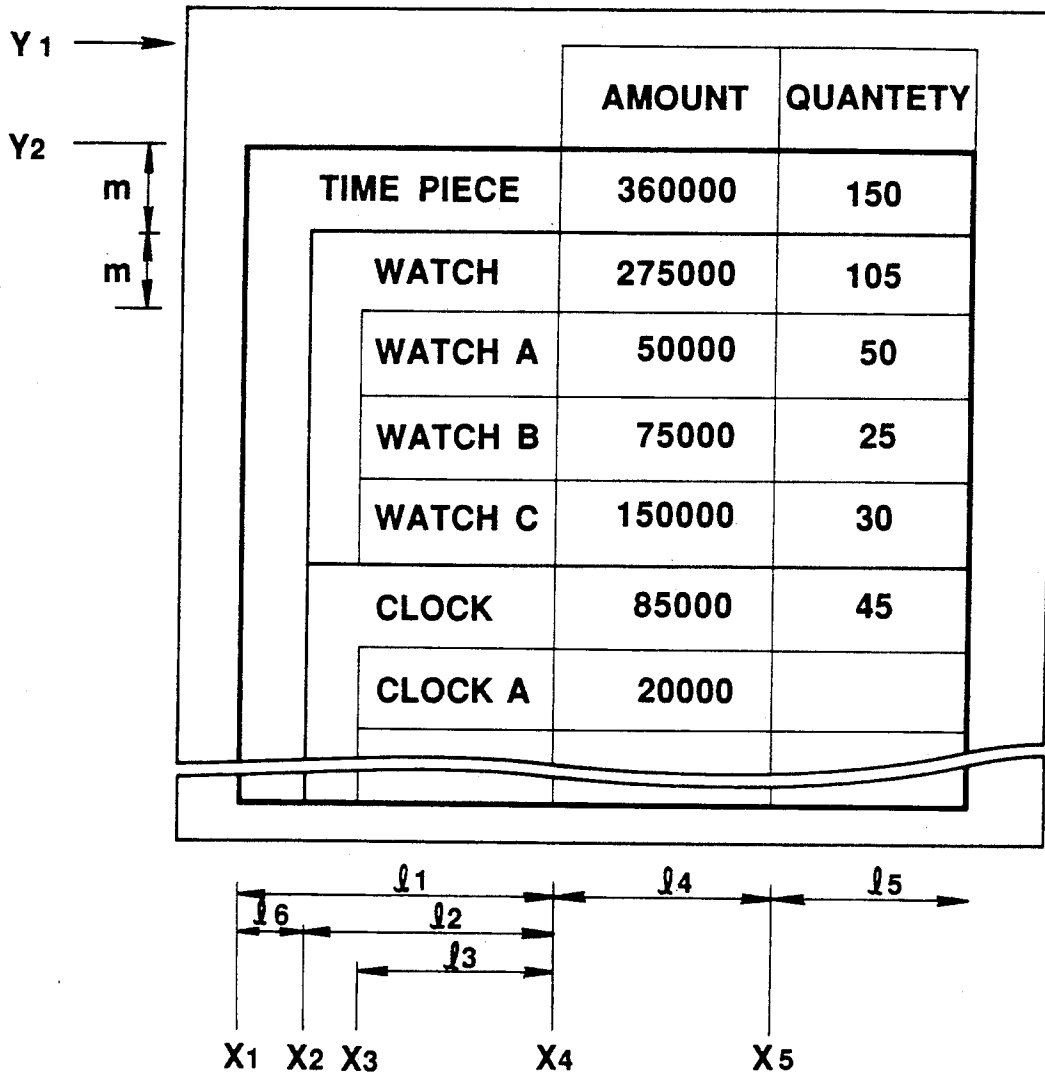 Y1
AMOUNT QUANTETY
Y2
m TIME PIECE 360000 150
m WATCH 275000 105
WATCH A 50000 50
WATCH B 75000 25
WATCH C 150000 30
CLOCK 85000 45
CLOCK A 20000
ℓ1 ℓ4 ℓ5
ℓ6 ℓ2
ℓ3
X1 X2 X3 X4 X5